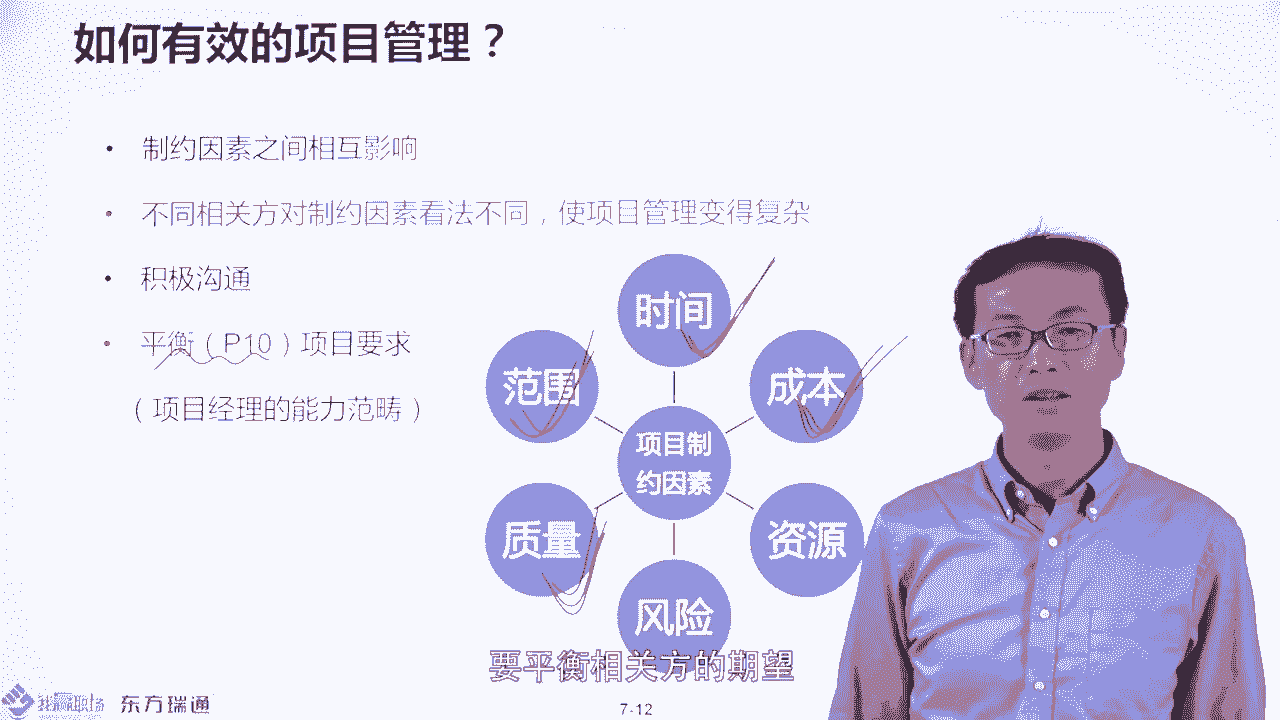 如何有效的项目管理？
• 制约因素之间相互影响
• 不同相关方对制约因素看法不同，使项目管理变得复杂
• 积极沟通
• 平衡（P10）项目要求
（项目经理的能力范畴）
时间
范围
成本
项目制
约因素
质量
资源
风险
要平衡相关方的期望
我赢职场 东方瑞通
7-12